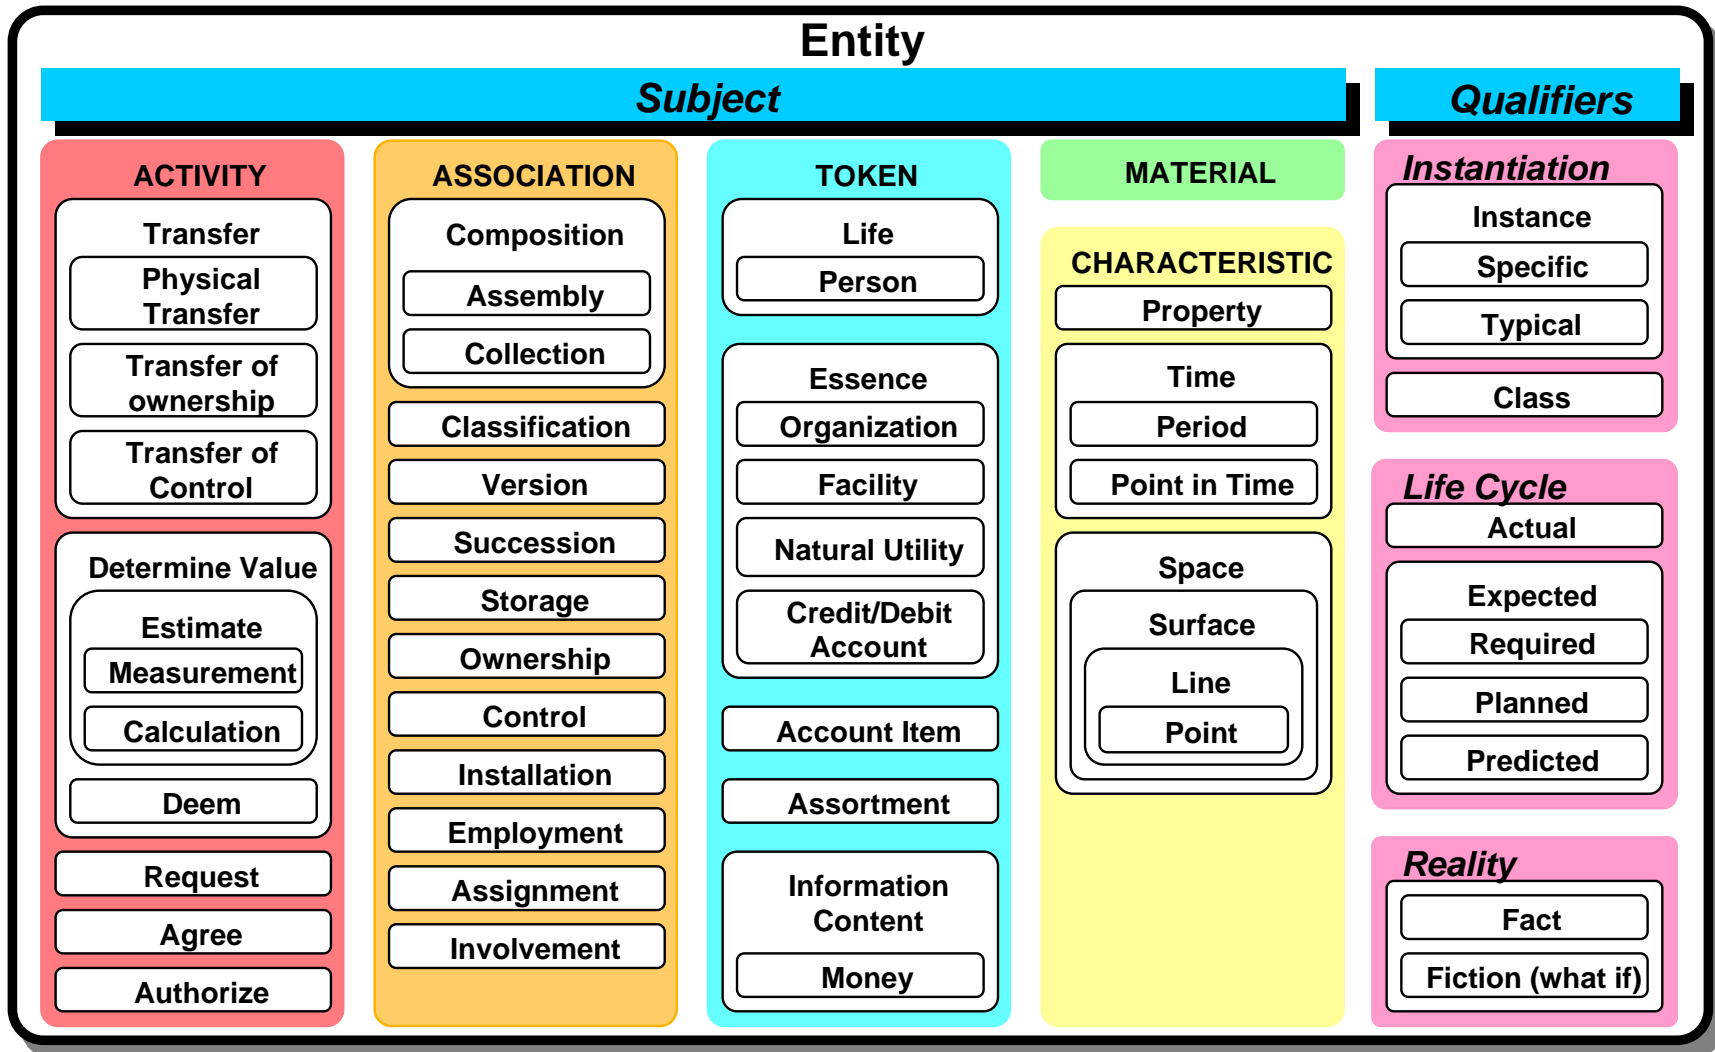 Entity
Subject
Qualifiers
ACTIVITY
Transfer
Physical
Transfer
Transfer of
ownership
Transfer of
Control
Determine Value
Estimate
Measurement
Calculation
Deem
Request
Agree
Authorize
ASSOCIATION
Composition
Assembly
Collection
Classification
Version
Succession
Storage
Ownership
Control
Installation
Employment
Assignment
Involvement
TOKEN
Life
Person
Essence
Organization
Facility
Natural Utility
Credit/Debit
Account
Account Item
Assortment
Information
Content
Money
MATERIAL
CHARACTERISTIC
Property
Time
Period
Point in Time
Space
Surface
Line
Point
Instantiation
Instance
Specific
Typical
Class
Life Cycle
Actual
Expected
Required
Planned
Predicted
Reality
Fact
Fiction (what if)